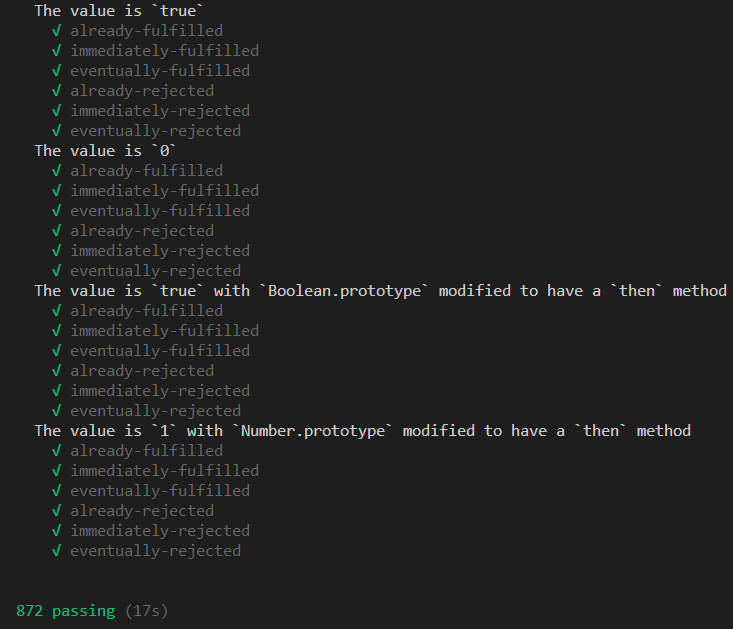 The value is `true`
√ already-fulfilled
√ immediately-fulfilled
√ eventually-fulfilled
√ already-rejected
√ immediately-rejected
√ eventually-rejected
The value is `0`
√ already-fulfilled
√ immediately-fulfilled
√ eventually-fulfilled
√ already-rejected
√ immediately-rejected
√ eventually-rejected
The value is `true` with `Boolean.prototype` modified to have a `then` method
√ already-fulfilled
√ immediately-fulfilled
√ eventually-fulfilled
√ already-rejected
√ immediately-rejected
√ eventually-rejected
The value is `1` with `Number.prototype` modified to have a `then` method
√ already-fulfilled
√ immediately-fulfilled
√ eventually-fulfilled
√ already-rejected
√ immediately-rejected
√ eventually-rejected
872 passing (17s)